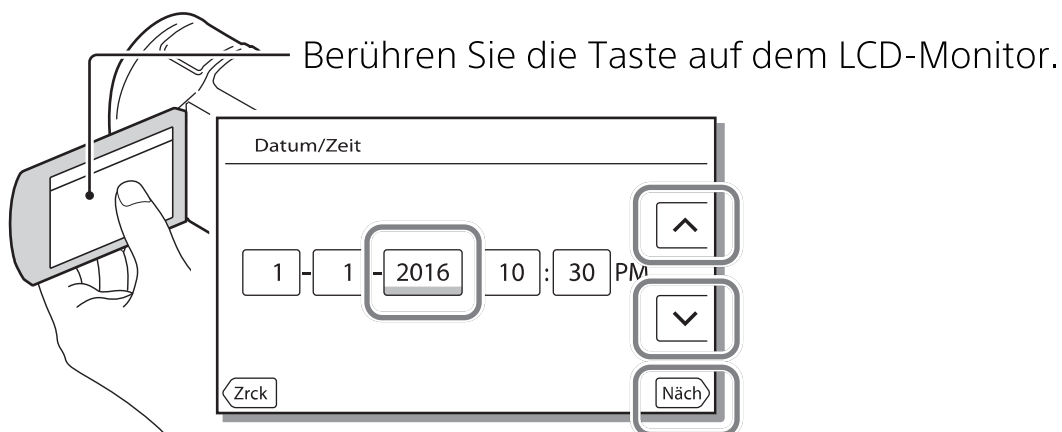 Berühren Sie die Taste auf dem LCD-Monitor.
Datum/Zeit
1 - 1 - 2016 10 : 30 PM
Zrck Näch